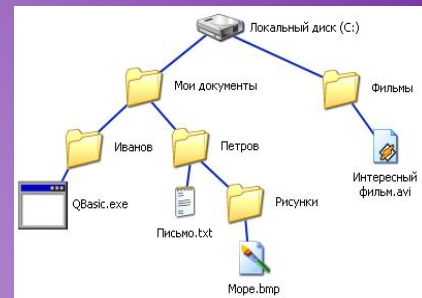 Локальный диск (C:)
Мои документы
Фильмы
Иванов
Петров
Интересный
фильм.avi
QBasic.exe
Рисунки
Письмо.txt
Море.bmp